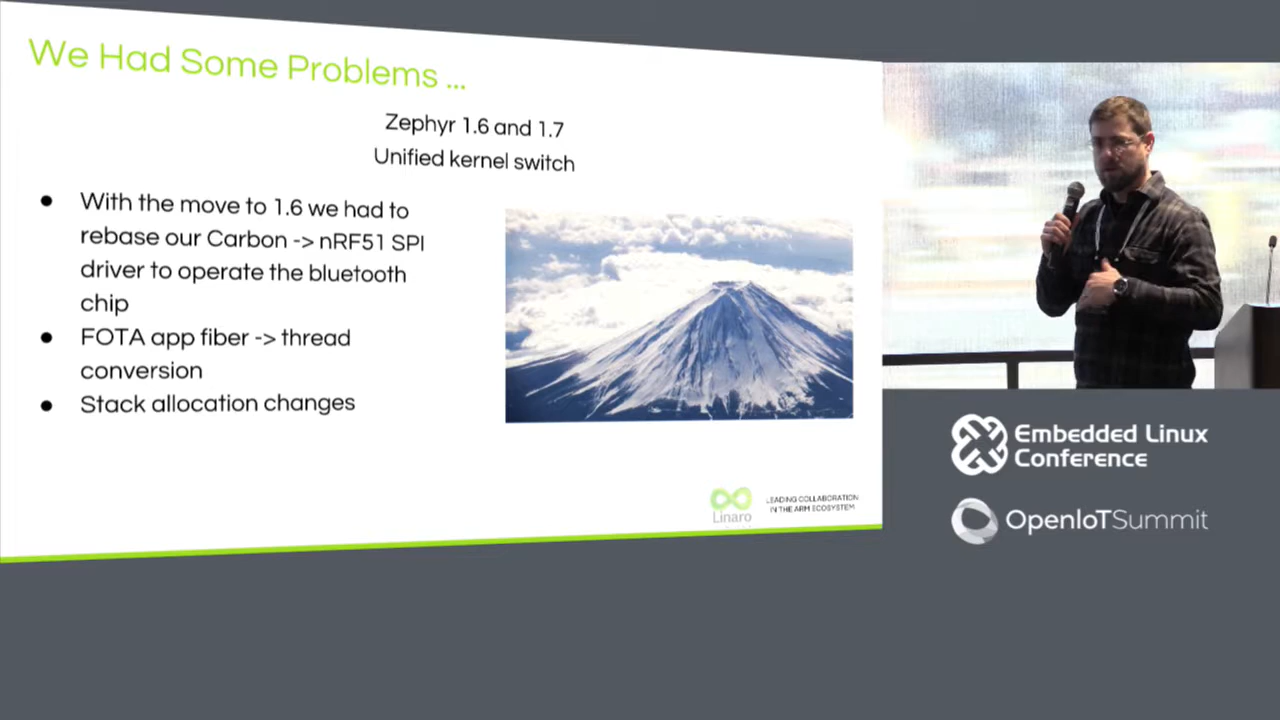 We Had Some Problems ...
Zephyr 1.6 and 1.7
Unified kernel switch
● With the move to 1.6 we had to
rebase our Carbon -> nRF51 SPI
driver to operate the bluetooth
chip
● FOTA app fiber -> thread
conversion
● Stack allocation changes
Linaro
LEADING COLLABORATION
IN THE ARM ECOSYSTEM
Embedded Linux
Conference
OpenIoTSummit